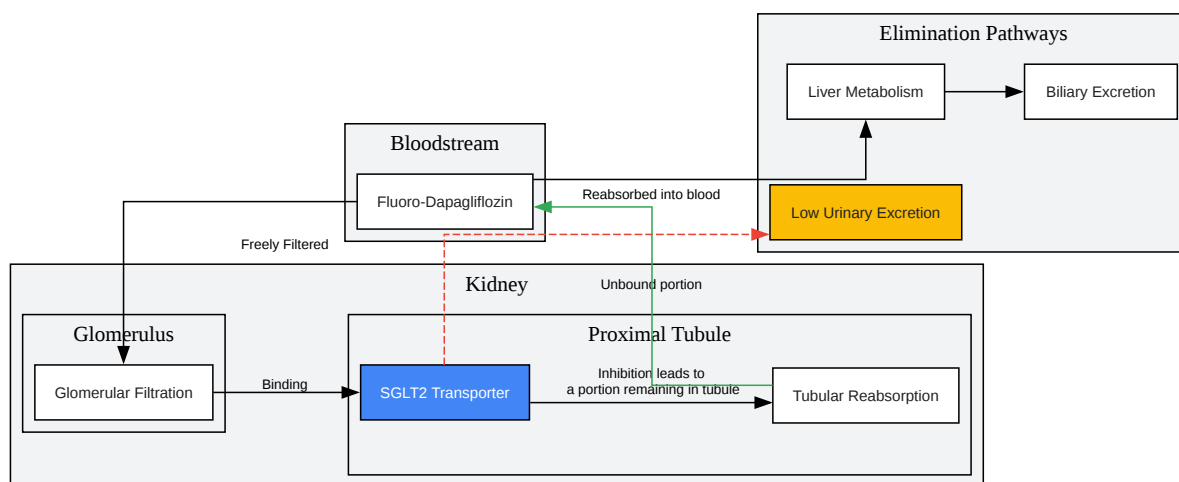 Elimination Pathways
Liver Metabolism
Biliary Excretion
Bloodstream
Fluoro-Dapagliflozin
Reabsorbed into blood
Low Urinary Excretion
Freely Filtered
Kidney
Unbound portion
Glomerulus
Proximal Tubule
Glomerular Filtration
Binding
SGLT2 Transporter
Inhibition leads to
a portion remaining in tubule
Tubular Reabsorption